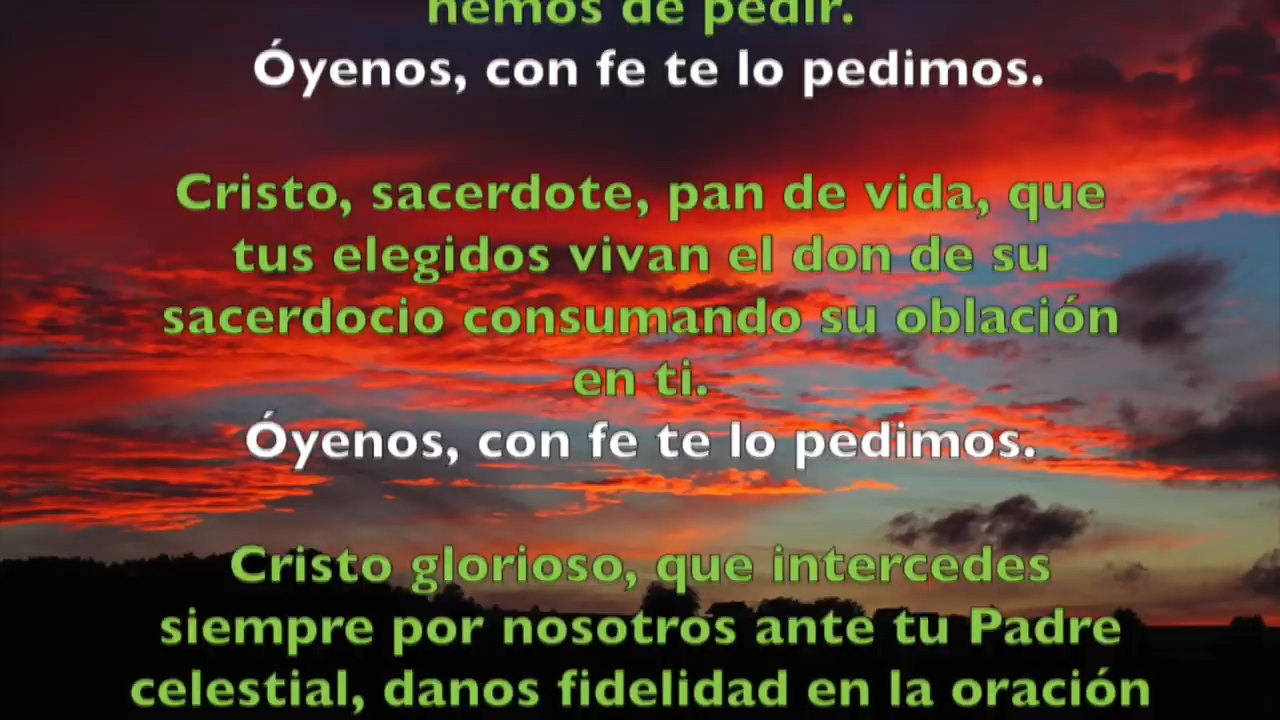 hemos de pedir.
Óyenos, con fe te lo pedimos.
Cristo, sacerdote, pan de vida, que
tus elegidos vivan el don de su
sacerdocio consumando su oblación
en ti.
Óyenos, con fe te lo pedimos.
Cristo glorioso, que intercedes
siempre por nosotros ante tu Padre
celestial, danos fidelidad en la oración